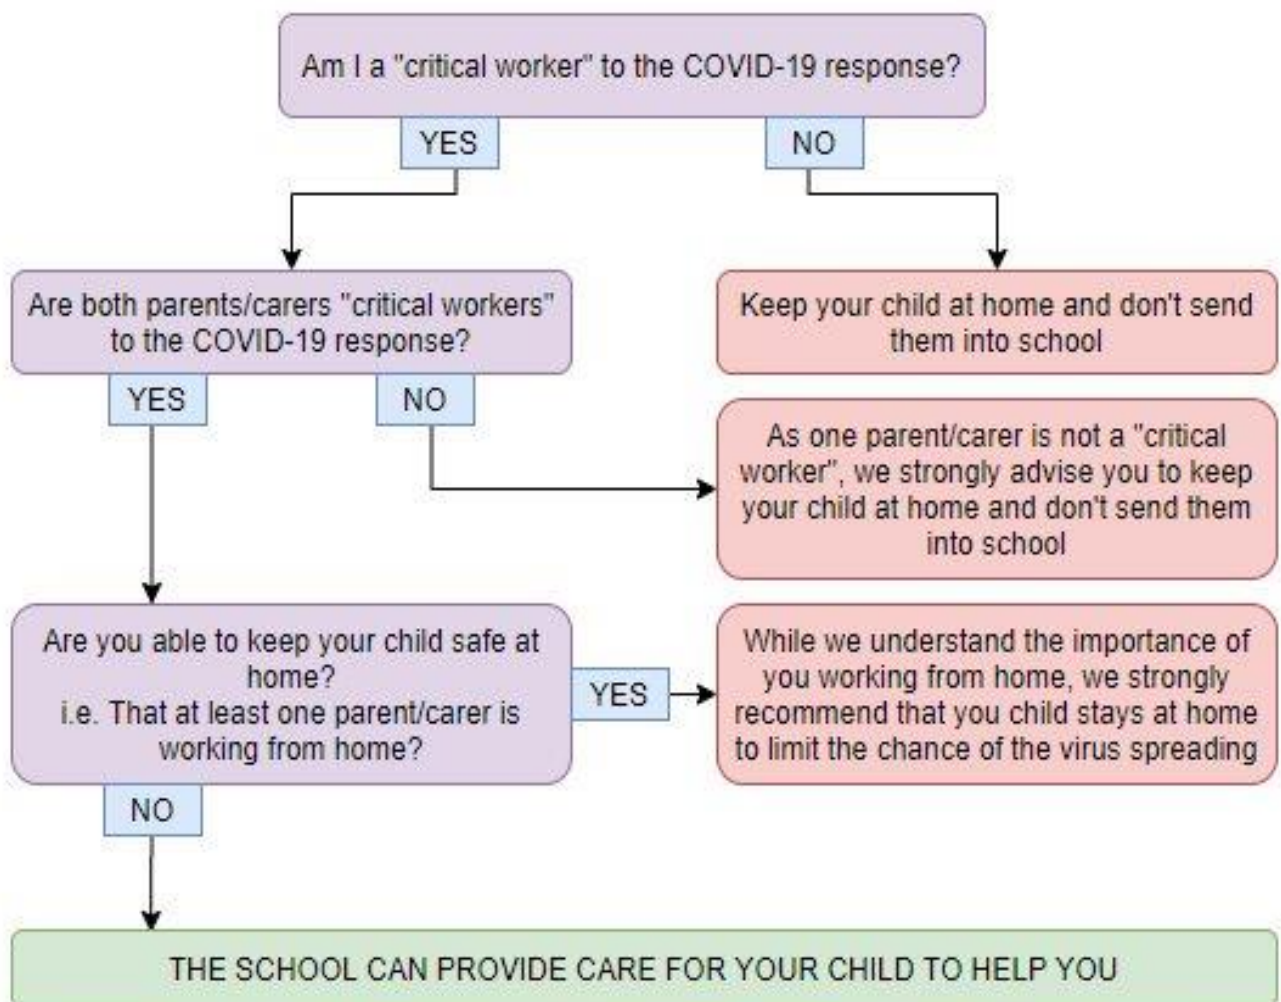 Am I a "critical worker" to the COVID-19 response?
YES
NO
Are both parents/carers "critical workers"
to the COVID-19 response?
YES
NO
Keep your child at home and don't send
them into school
As one parent/carer is not a "critical
worker", we strongly advise you to keep
your child at home and don't send them
into school
Are you able to keep your child safe at
home?
i.e. That at least one parent/carer is
working from home?
YES
NO
While we understand the importance of
you working from home, we strongly
recommend that you child stays at home
to limit the chance of the virus spreading
THE SCHOOL CAN PROVIDE CARE FOR YOUR CHILD TO HELP YOU